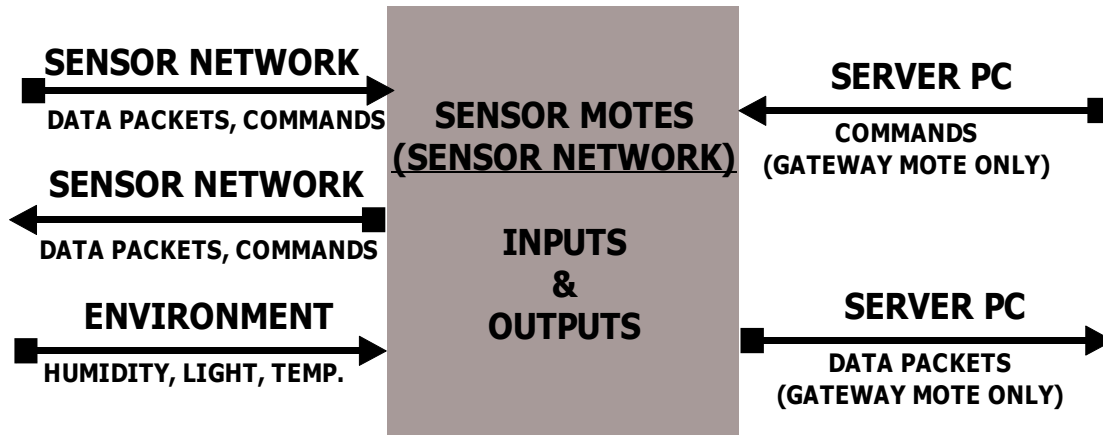 SENSOR NETWORK
DATA PACKETS, COMMANDS
SENSOR NETWORK
DATA PACKETS, COMMANDS
ENVIRONMENT
HUMIDITY, LIGHT, TEMP.
SENSOR MOTES
(SENSOR NETWORK)
INPUTS
&
OUTPUTS
SERVER PC
COMMANDS
(GATEWAY MOTE ONLY)
SERVER PC
DATA PACKETS
(GATEWAY MOTE ONLY)